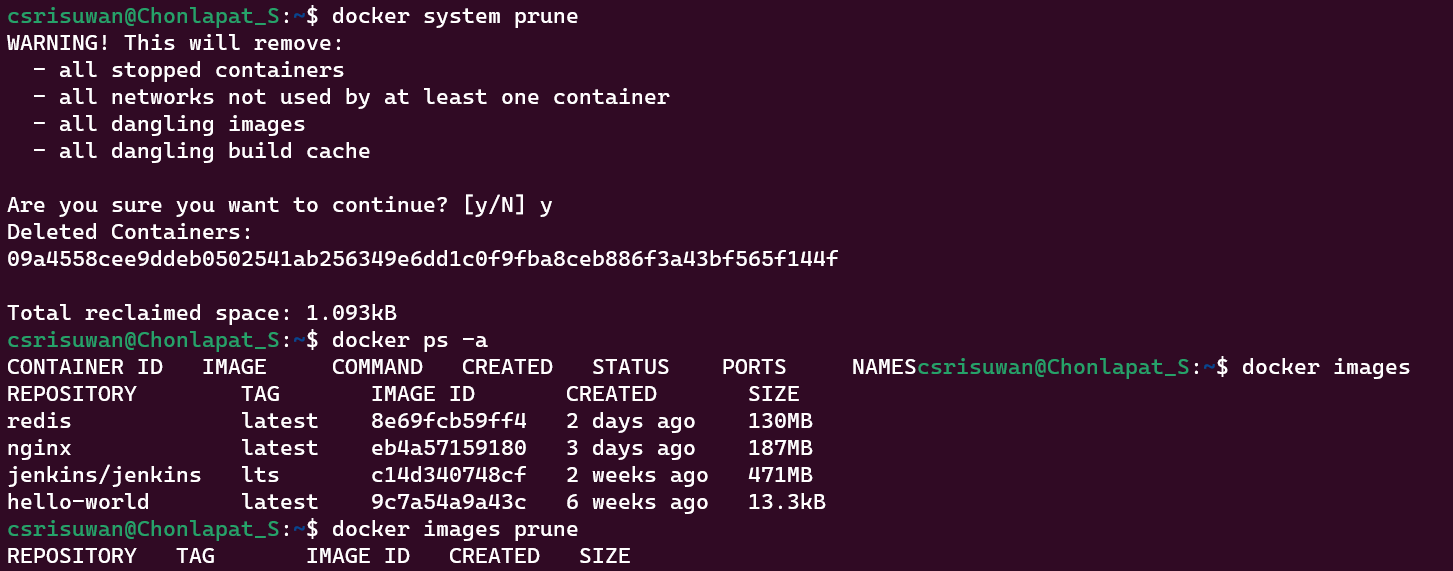 csrisuwan@Chonlapat_S:~$ docker system prune
WARNING! This will remove:
  - all stopped containers
  - all networks not used by at least one container
  - all dangling images
  - all dangling build cache

Are you sure you want to continue? [y/N] y
Deleted Containers:
09a4558cee9ddeb0502541ab256349e6dd1c0f9fba8ceb886f3a43bf565f144f

Total reclaimed space: 1.093kB
csrisuwan@Chonlapat_S:~$ docker ps -a
CONTAINER ID   IMAGE     COMMAND   CREATED   STATUS    PORTS     NAMEScsrisuwan@Chonlapat_S:~$ docker images
REPOSITORY        TAG       IMAGE ID       CREATED       SIZE
redis             latest    8e69fcb59ff4   2 days ago    130MB
nginx             latest    eb4a57159180   3 days ago    187MB
jenkins/jenkins   lts       c14d340748cf   2 weeks ago   471MB
hello-world       latest    9c7a54a9a43c   6 weeks ago   13.3kB
csrisuwan@Chonlapat_S:~$ docker images prune
REPOSITORY   TAG       IMAGE ID   CREATED   SIZE